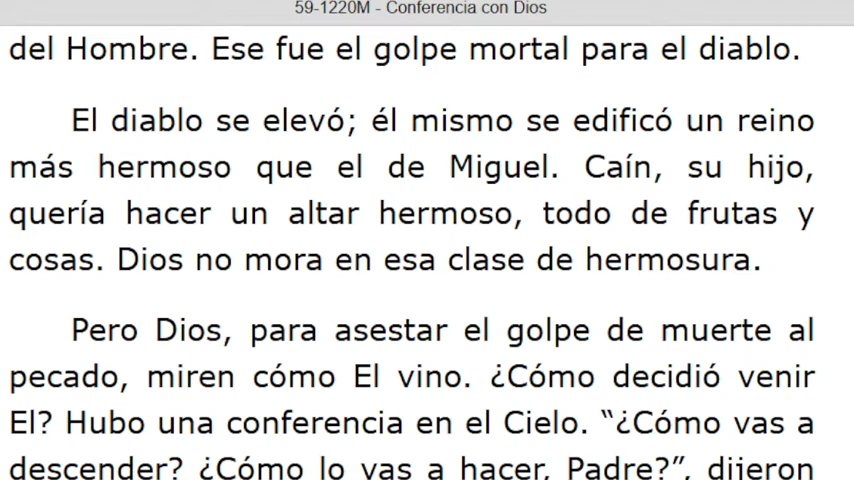 59-1220M - Conferencia con Dios
del Hombre. Ese fue el golpe mortal para el diablo.
El diablo se elevó; él mismo se edificó un reino
más hermoso que el de Miguel. Caín, su hijo,
quería hacer un altar hermoso, todo de frutas y
cosas. Dios no mora en esa clase de hermosura.
Pero Dios, para asestar el golpe de muerte al
pecado, miren cómo El vino. ¿Cómo decidió venir
El? Hubo una conferencia en el Cielo. “¿Cómo vas a
descender? ¿Cómo lo vas a hacer, Padre?”, dijeron